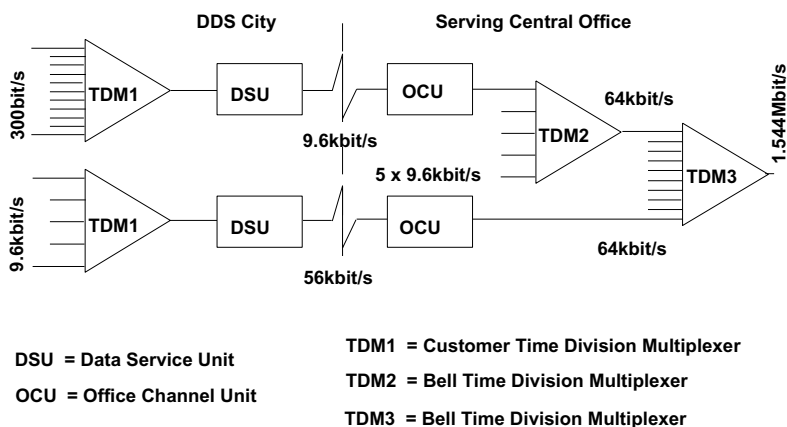 DDS City
Serving Central Office
300bit/s
TDM1
DSU
9.6kbit/s
OCU
TDM2
64kbit/s
1.544Mbit/s
TDM3
5 x 9.6kbit/s
9.6kbit/s
TDM1
DSU
56kbit/s
OCU
64kbit/s
DSU = Data Service Unit
OCU = Office Channel Unit
TDM1 = Customer Time Division Multiplexer
TDM2 = Bell Time Division Multiplexer
TDM3 = Bell Time Division Multiplexer